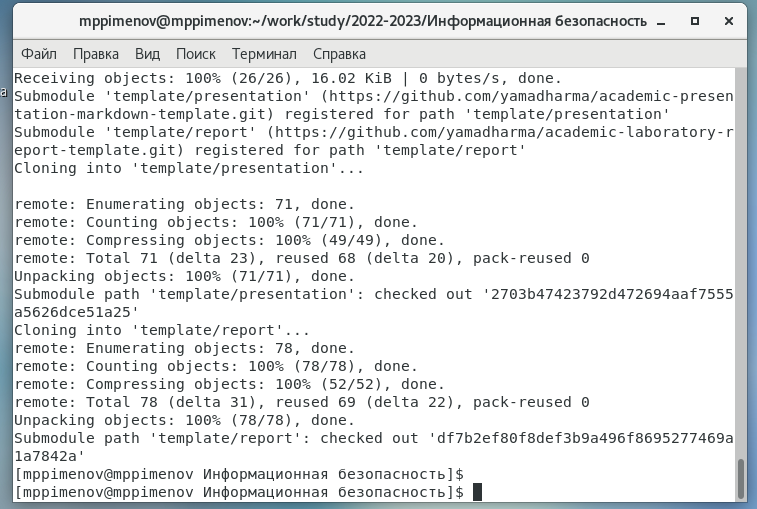 mppimenov@mppimenov:~/work/study/2022-2023/Информационная безопасность
Файл Правка Вид Поиск Терминал Справка
Receiving objects: 100% (26/26), 16.02 KiB | 0 bytes/s, done.
Submodule 'template/presentation' (https://github.com/yamadharma/academic-presen
tation-markdown-template.git) registered for path 'template/presentation'
Submodule 'template/report' (https://github.com/yamadharma/academic-laboratory-r
eport-template.git) registered for path 'template/report'
Cloning into 'template/presentation'...
remote: Enumerating objects: 71, done.
remote: Counting objects: 100% (71/71), done.
remote: Compressing objects: 100% (49/49), done.
remote: Total 71 (delta 23), reused 68 (delta 20), pack-reused 0
Unpacking objects: 100% (71/71), done.
Submodule path 'template/presentation': checked out '2703b47423792d472694aaf7555
a5626dce51a25'
Cloning into 'template/report'...
remote: Enumerating objects: 78, done.
remote: Counting objects: 100% (78/78), done.
remote: Compressing objects: 100% (52/52), done.
remote: Total 78 (delta 31), reused 69 (delta 22), pack-reused 0
Unpacking objects: 100% (78/78), done.
Submodule path 'template/report': checked out 'df7b2ef80f8def3b9a496f8695277469a
1a7842a'
[mppimenov@mppimenov Информационная безопасность]$
[mppimenov@mppimenov Информационная безопасность]$